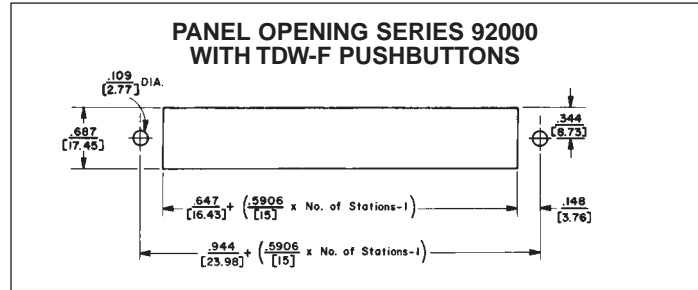 PANEL OPENING SERIES 92000
WITH TDW-F PUSHBUTTONS
.109
[2.77] DIA.
.687
[17.45]
.344
[8.73]
.647
[16.43] + (.5906
[15] x No. of Stations-1)
.148
[3.76]
.944
[23.98] + (.5906
[15] x No. of Stations-1)